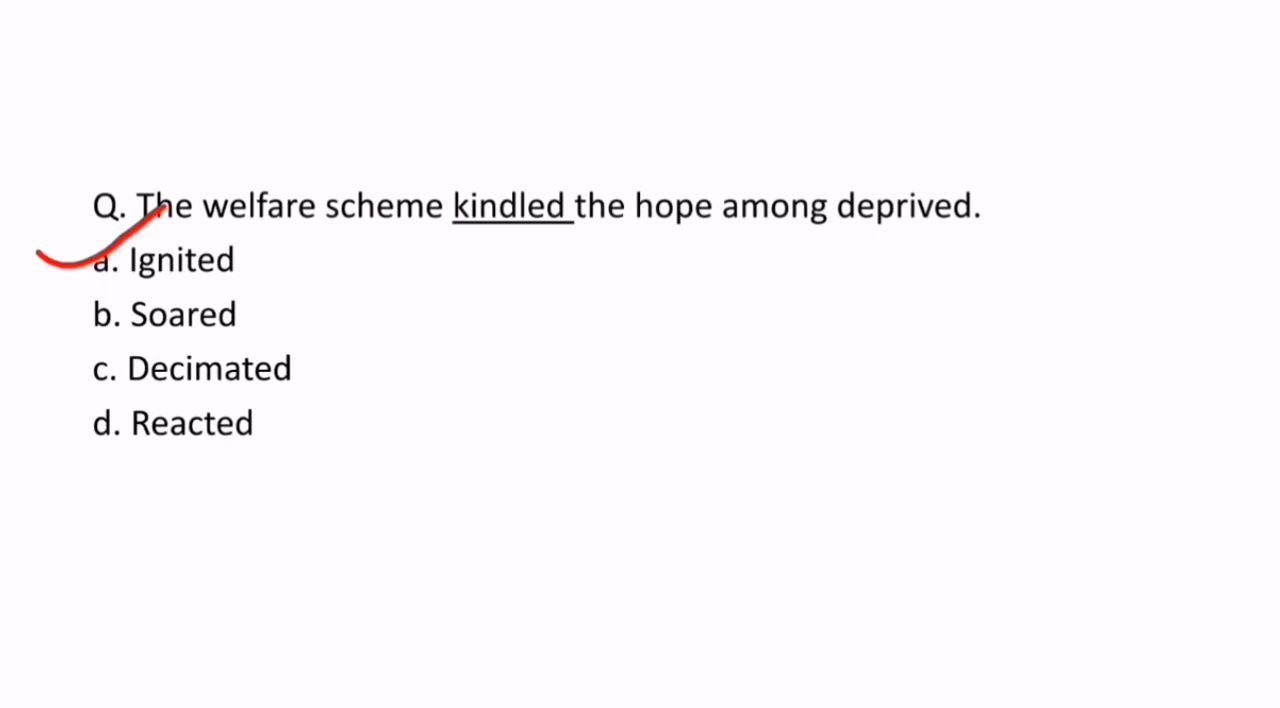 Q. The welfare scheme kindled the hope among deprived.
a. Ignited
b. Soared
c. Decimated
d. Reacted